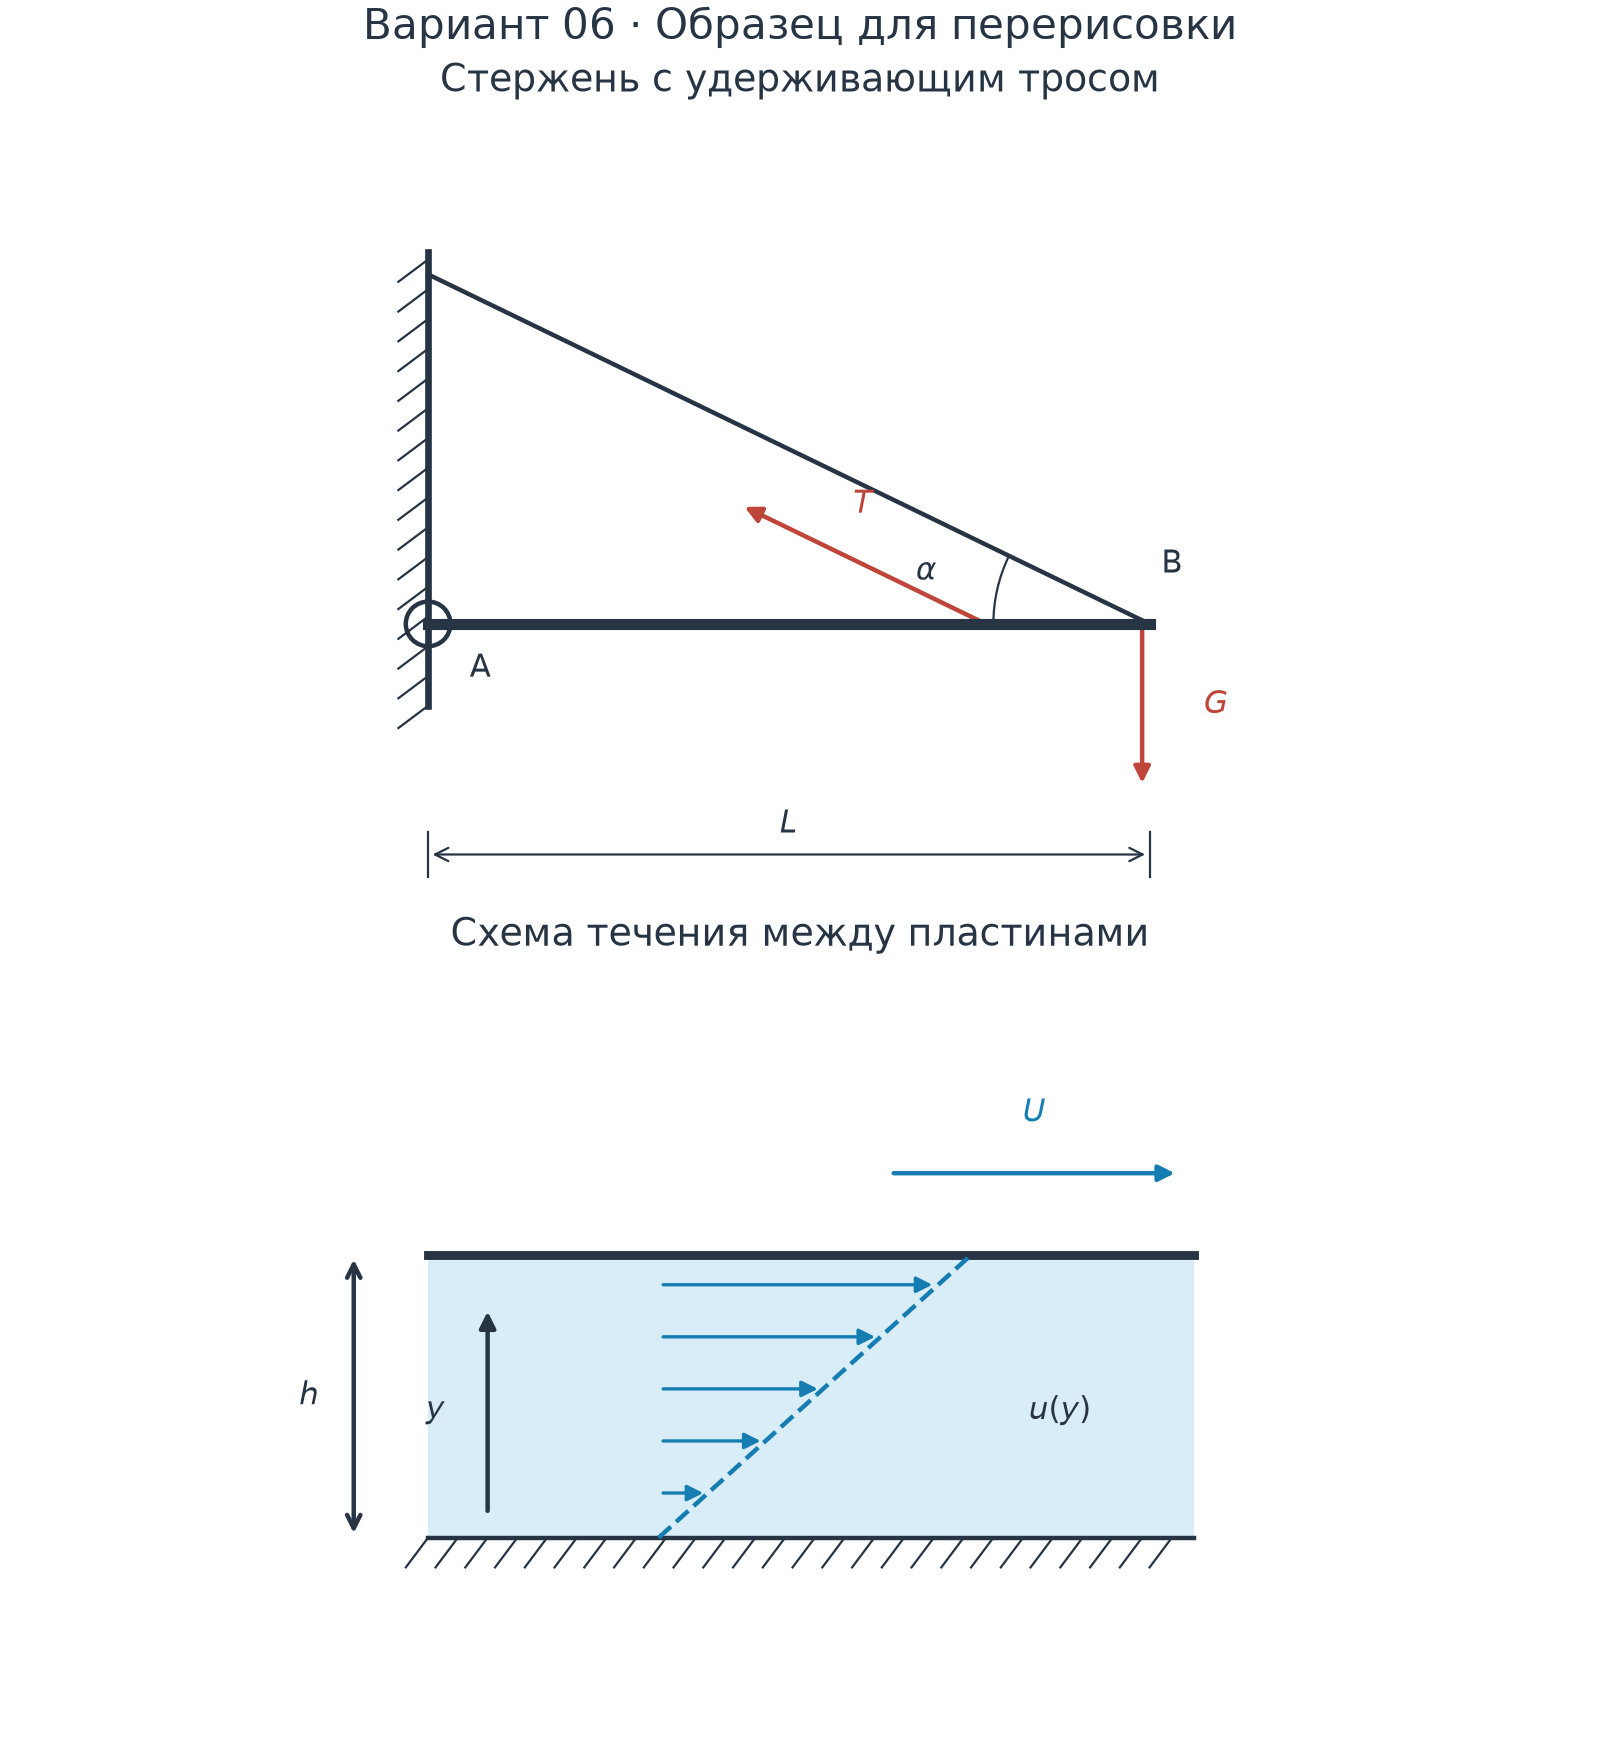 Вариант 06 · Образец для перерисовки
Стержень с удерживающим тросом
T
α
B
A
G
L
Схема течения между пластинами
U
h
y
u(y)